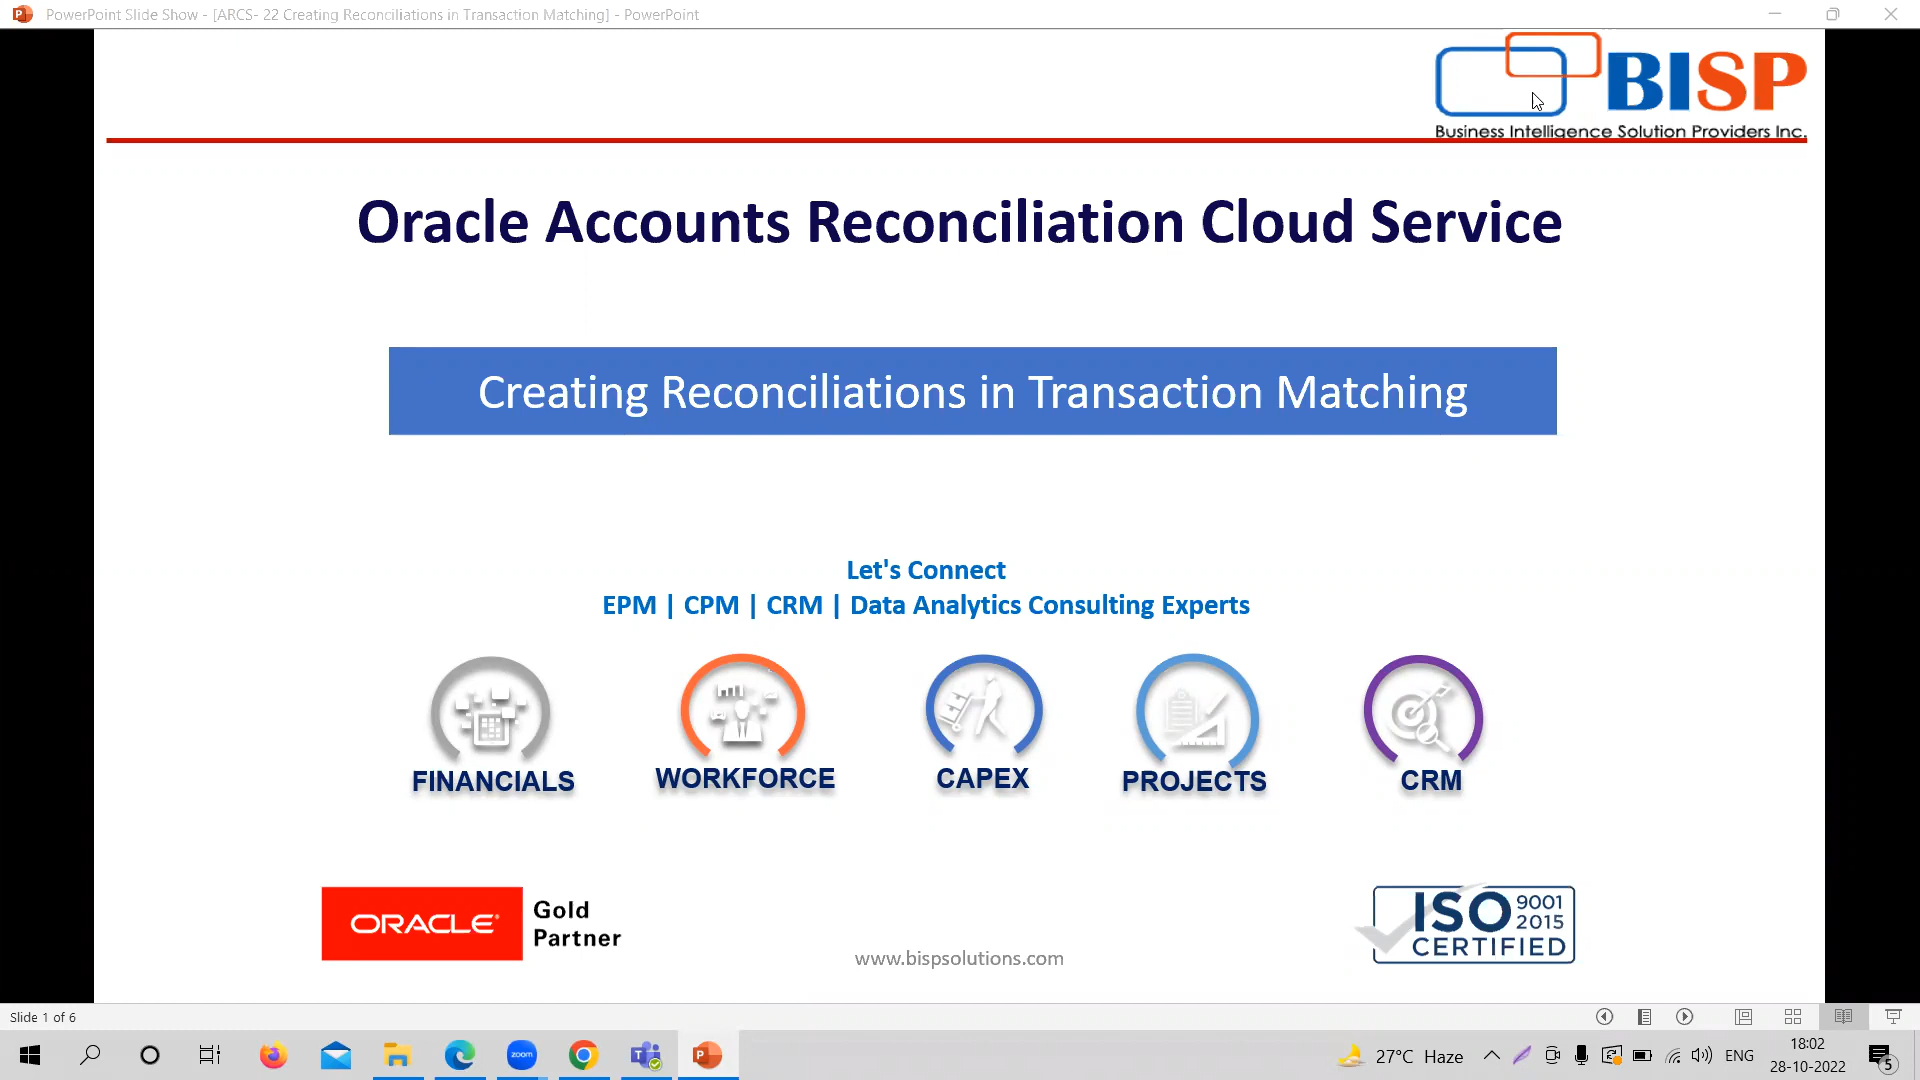 PowerPoint Slide Show - [ARCS- 22 Creating Reconciliations in Transaction Matching] - PowerPoint
BISP
Business Intelligence Solution Providers Inc.
Oracle Accounts Reconciliation Cloud Service
Creating Reconciliations in Transaction Matching
Let's Connect
EPM | CPM | CRM | Data Analytics Consulting Experts
FINANCIALS
WORKFORCE
CAPEX
PROJECTS
CRM
ORACLE®
Gold
Partner
www.bispsolutions.com
ISO 9001
2015
CERTIFIED
Slide 1 of 6
zoom
27°C Haze
ENG
18:02
28-10-2022
5